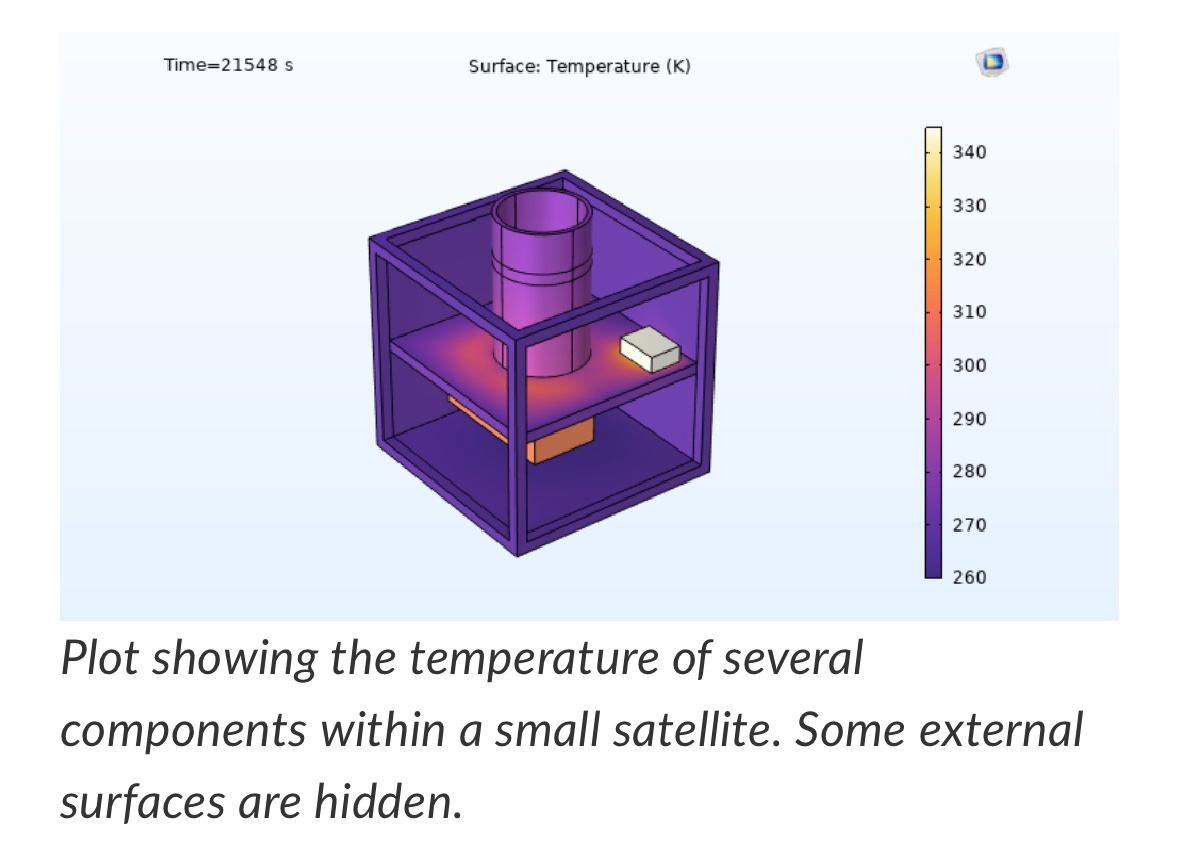 Time=21548 s
Surface: Temperature (K)
340
330
320
310
300
290
280
270
260
Plot showing the temperature of several
components within a small satellite. Some external
surfaces are hidden.